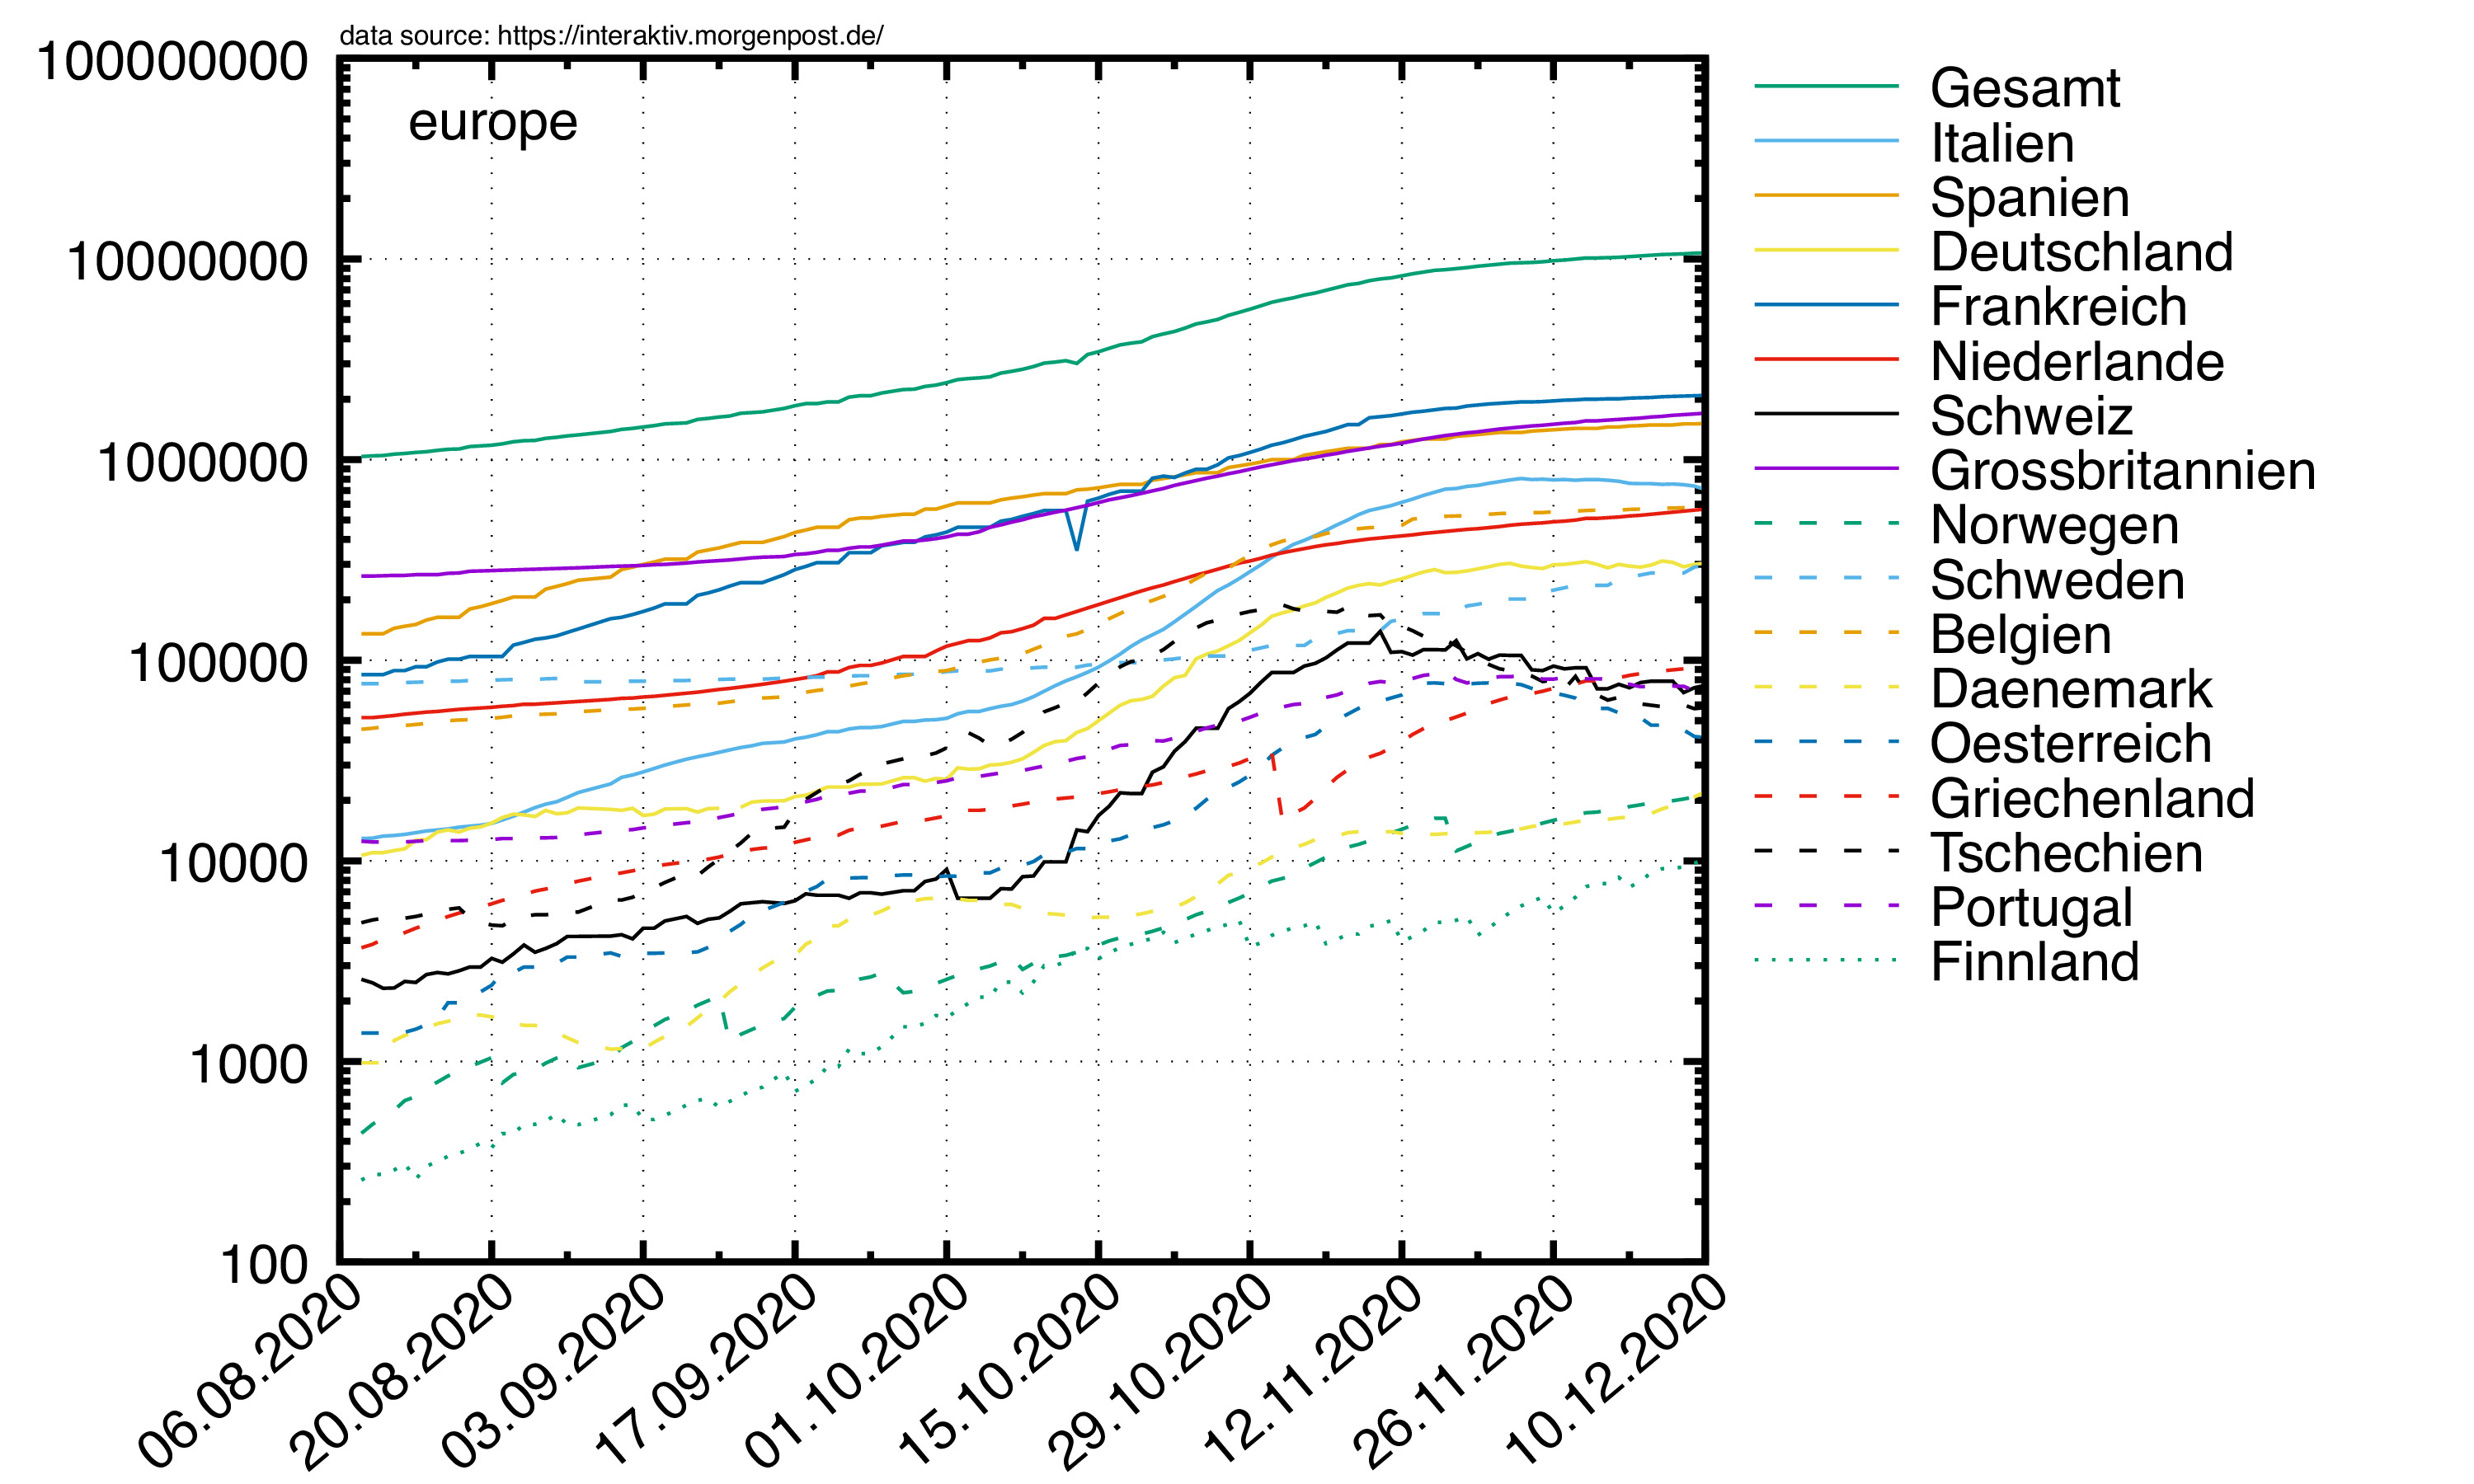 data source: https://interaktiv.morgenpost.de/
100000000
10000000
1000000
100000
10000
1000
100
europe
06.08.2020
20.08.2020
03.09.2020
17.09.2020
01.10.2020
15.10.2020
29.10.2020
12.11.2020
26.11.2020
10.12.2020
Gesamt
Italien
Spanien
Deutschland
Frankreich
Niederlande
Schweiz
Grossbritannien
Norwegen
Schweden
Belgien
Daenemark
Oesterreich
Griechenland
Tschechien
Portugal
Finnland